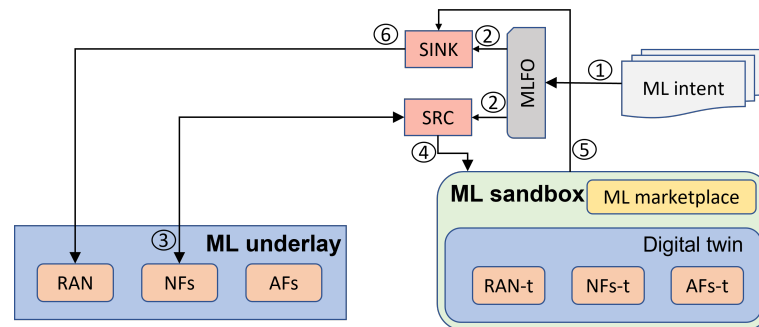 ⑥
SINK
②
MLFO
①
ML intent
SRC
②
④
⑤
ML sandbox
ML marketplace
③
ML underlay
Digital twin
RAN
NFs
AFs
RAN-t
NFs-t
AFs-t